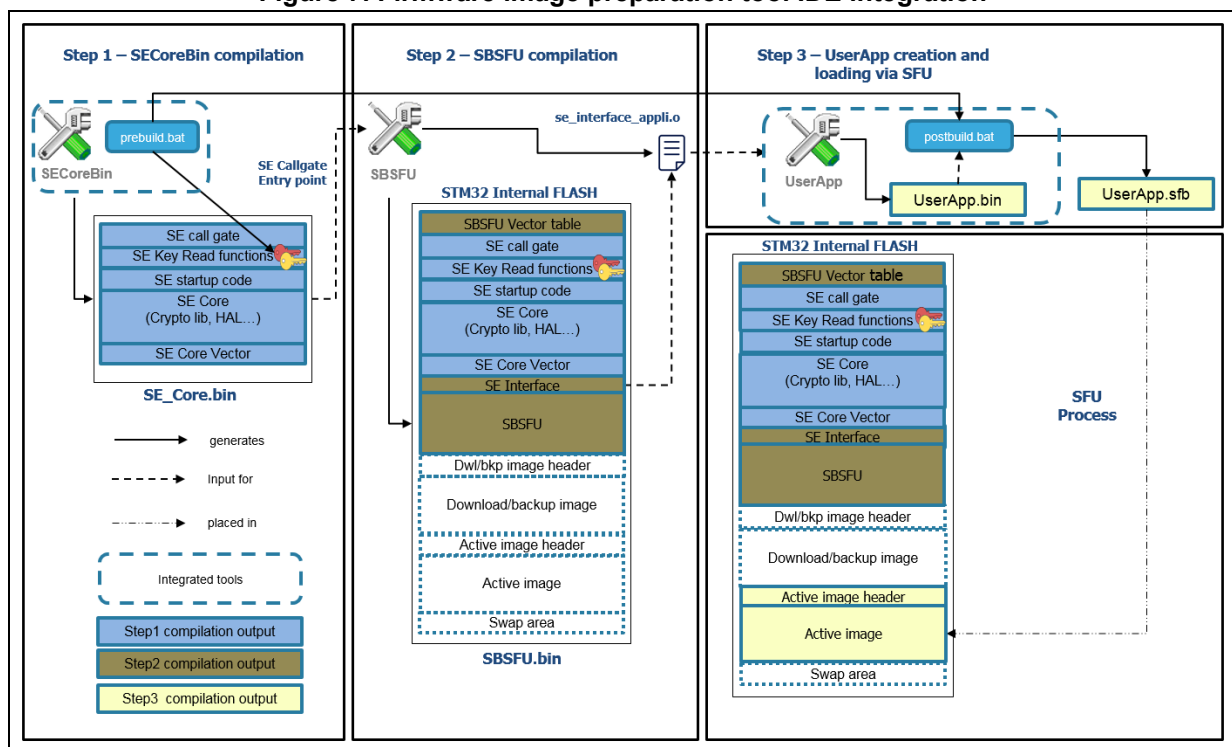 Figure 7. Firmware image preparation tool IDE integration
Step 1 – SECoreBin compilation
prebuild.bat
SECoreBin
SE Callgate
Entry point
SE call gate
SE Key Read functions
SE startup code
SE Core
(Crypto lib, HAL...)
SE Core Vector
SE_Core.bin
generates
Input for
placed in
Integrated tools
Step1 compilation output
Step2 compilation output
Step3 compilation output
Step 2 – SBSFU compilation
SBSFU
se_interface_appli.o
STM32 Internal FLASH
SBSFU Vector table
SE call gate
SE Key Read functions
SE startup code
SE Core
(Crypto lib, HAL...)
SE Core Vector
SE Interface
SBSFU
Dwl/bkp image header
Download/backup image
Active image header
Active image
Swap area
SBSFU.bin
Step 3 – UserApp creation and
loading via SFU
UserApp
postbuild.bat
UserApp.bin
UserApp.sfb
STM32 Internal FLASH
SBSFU Vector table
SE call gate
SE Key Read functions
SE startup code
SE Core
(Crypto lib, HAL...)
SE Core Vector
SE Interface
SBSFU
Dwl/bkp image header
Download/backup image
Active image header
Active image
Swap area
SFU
Process